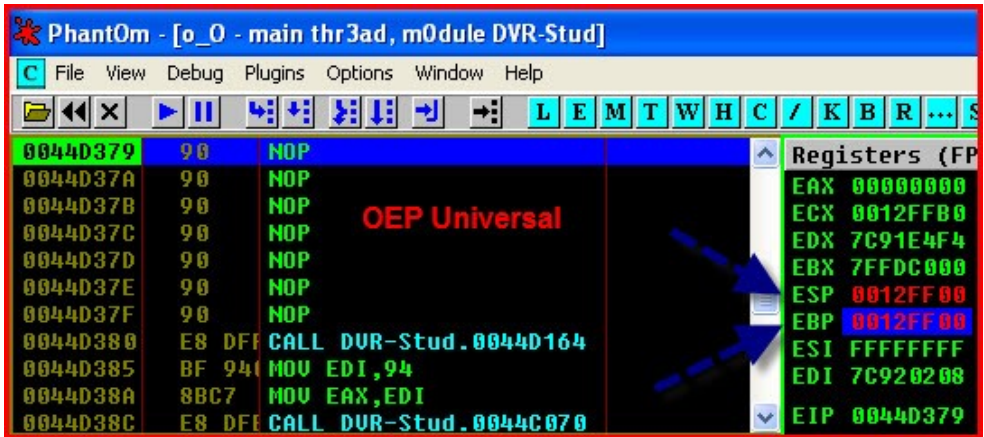 PhantOm - [o_O - main thr3ad, m0dule DVR-Stud]
C File View Debug Plugins Options Window Help
L E M T W H C / K B R ... S
0044D379 90 NOP
0044D37A 90 NOP
0044D37B 90 NOP
0044D37C 90 NOP
0044D37D 90 NOP
0044D37E 90 NOP
0044D37F 90 NOP
0044D380 E8 DFF CALL DVR-Stud.0044D164
0044D385 BF 940 MOV EDI,94
0044D38A 8BC7 MOV EAX,EDI
0044D38C E8 DFE CALL DVR-Stud.0044C070
OEP Universal
Registers (FP
EAX 00000000
ECX 0012FFB0
EDX 7C91E4F4
EBX 7FFDC000
ESP 0012FF00
EBP 0012FF00
ESI FFFFFFFF
EDI 7C920208
EIP 0044D379